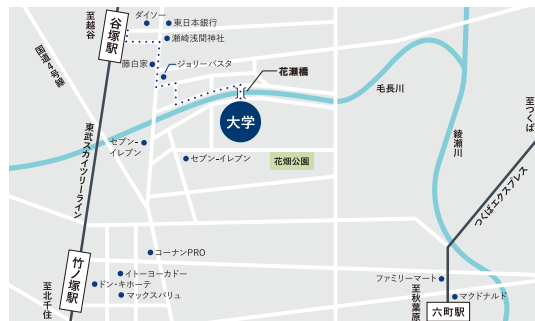 至越谷
谷塚駅
ダイソー
東日本銀行
瀬崎浅間神社
国道4号線
藤白家
ジョリーパスタ
花瀬橋
毛長川
至つくば
大学
綾瀬川
東武スカイツリーライン
セブン-
イレブン
セブン-イレブン
花畑公園
つくばエクスプレス
竹ノ塚駅
コーナンPRO
イトーヨーカドー
ドン・キホーテ
マックスバリュ
至北千住
ファミリーマート
至秋葉原
マクドナルド
六町駅